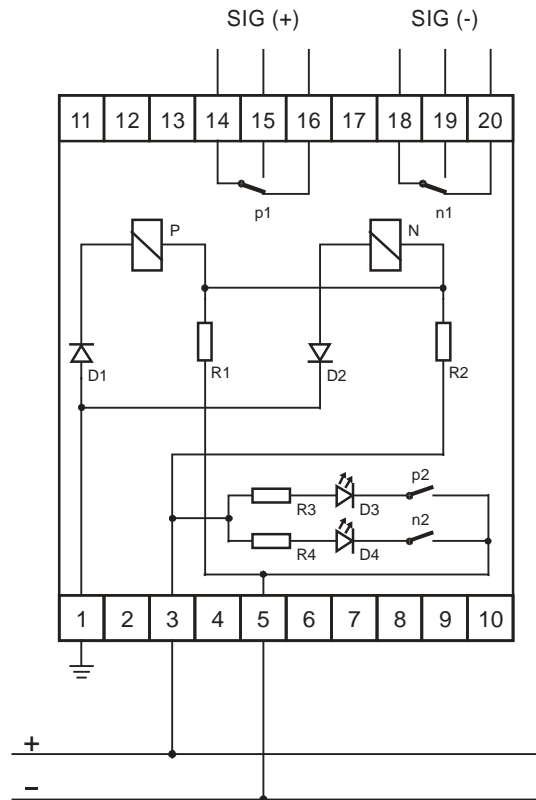 SIG (+) SIG (-)
11 12 13 14 15 16 17 18 19 20
p1 n1
P N
D1 R1 D2 R2
p2
R3 D3
n2
R4 D4
1 2 3 4 5 6 7 8 9 10
+
−